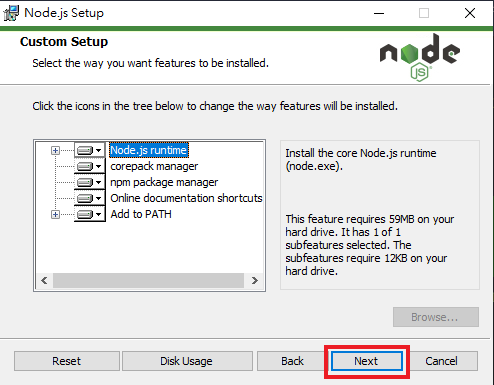 Node.js Setup
Custom Setup
Select the way you want features to be installed.
node
JS
Click the icons in the tree below to change the way features will be installed.
Node.js runtime
corepack manager
npm package manager
Online documentation shortcuts
Add to PATH
Install the core Node.js runtime
(node.exe).
This feature requires 59MB on your
hard drive. It has 1 of 1
subfeatures selected. The
subfeatures require 12KB on your
hard drive.
Browse...
Reset
Disk Usage
Back
Next
Cancel